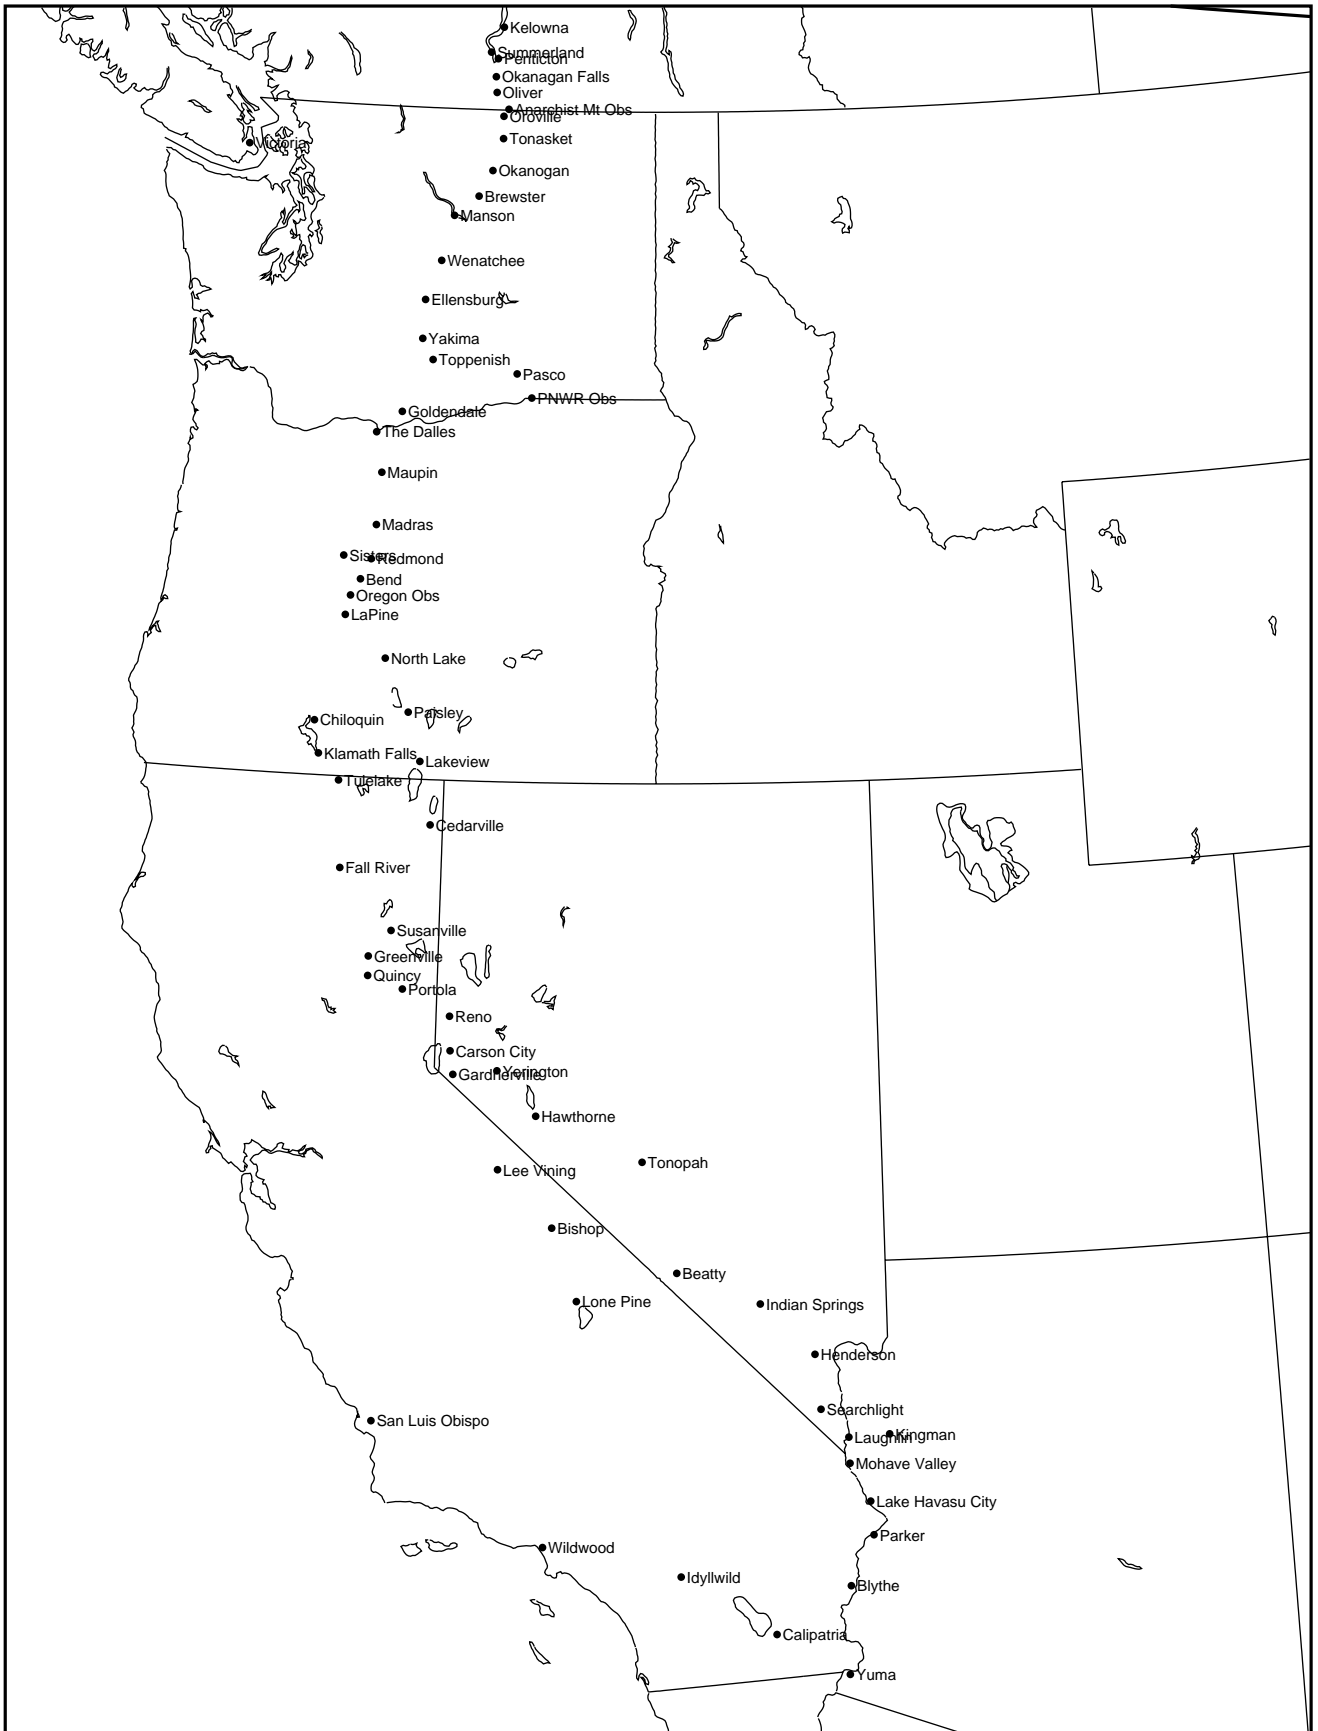 Kelowna
Summerland
Penticton
Okanagan Falls
Oliver
Anarchist Mt Obs
Oroville
Tonasket
Victoria
Okanogan
Brewster
Manson
Wenatchee
Ellensburg
Yakima
Toppenish
Pasco
PNWR Obs
Goldendale
The Dalles
Maupin
Madras
Sisters
Redmond
Bend
Oregon Obs
LaPine
North Lake
Paisley
Chiloquin
Klamath Falls
Lakeview
Tulelake
Cedarville
Fall River
Susanville
Greenville
Quincy
Portola
Reno
Carson City
Yerington
Gardnerville
Hawthorne
Tonopah
Lee Vining
Bishop
Beatty
Lone Pine
Indian Springs
Henderson
Searchlight
San Luis Obispo
Kingman
Laughlin
Mohave Valley
Lake Havasu City
Parker
Wildwood
Idyllwild
Blythe
Calipatria
Yuma